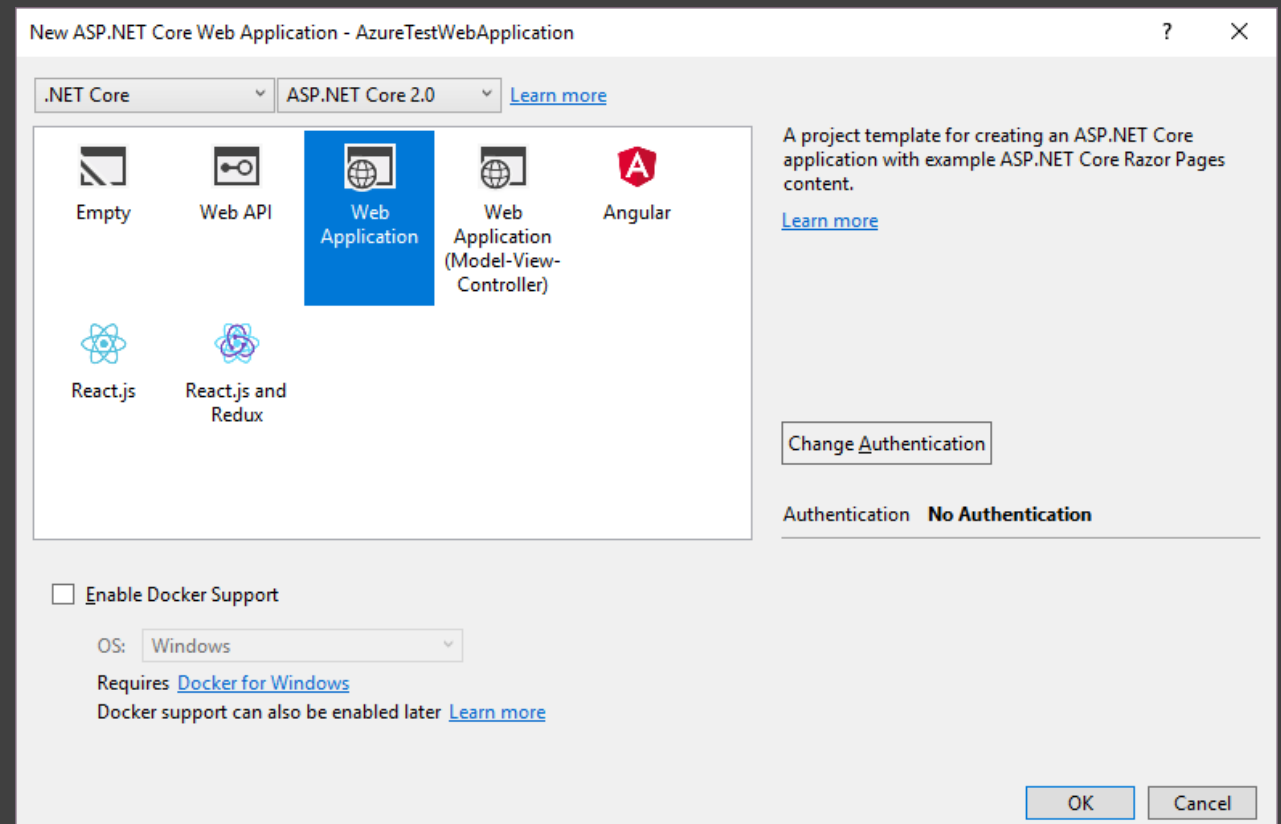 New ASP.NET Core Web Application - AzureTestWebApplication
?
.NET Core
ASP.NET Core 2.0
Learn more
Empty
Web API
Web
Application
Web
Application
(Model-View-
Controller)
Angular
React.js
React.js and
Redux
A project template for creating an ASP.NET Core
application with example ASP.NET Core Razor Pages
content.
Learn more
Change Authentication
Authentication No Authentication
Enable Docker Support
OS: Windows
Requires Docker for Windows
Docker support can also be enabled later Learn more
OK
Cancel